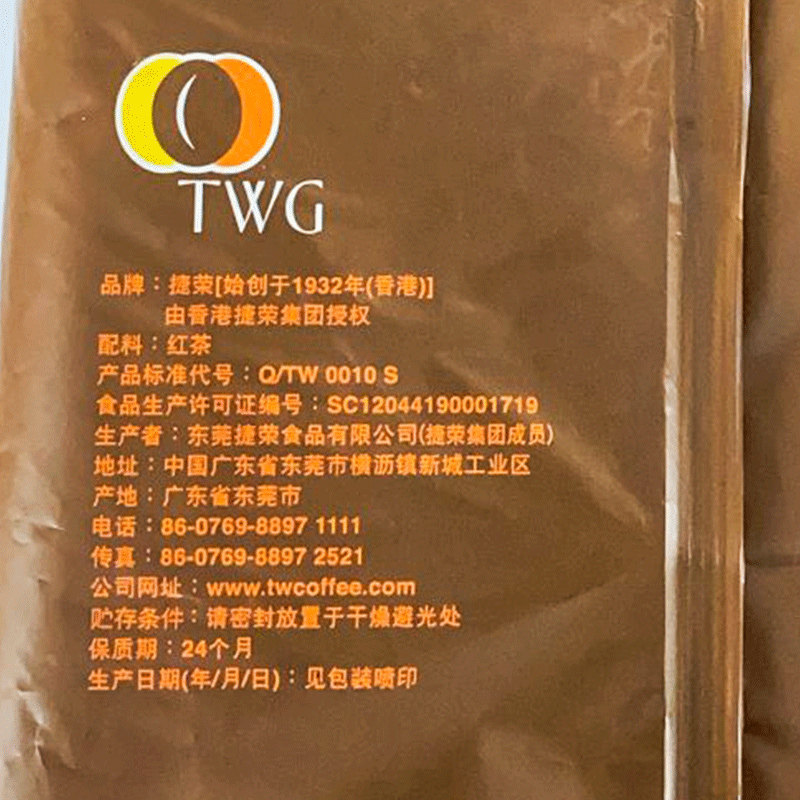 TWG
品牌：捷荣[始创于1932年(香港)]
由香港捷荣集团授权
配料：红茶
产品标准代号：Q/TW 0010 S
食品生产许可证编号：SC12044190001719
生产者：东莞捷荣食品有限公司(捷荣集团成员)
地址：中国广东省东莞市横沥镇新城工业区
产地：广东省东莞市
电话：86-0769-8897 1111
传真：86-0769-8897 2521
公司网址：www.twcoffee.com
贮存条件：请密封放置于干燥避光处
保质期：24个月
生产日期(年/月/日)：见包装喷印